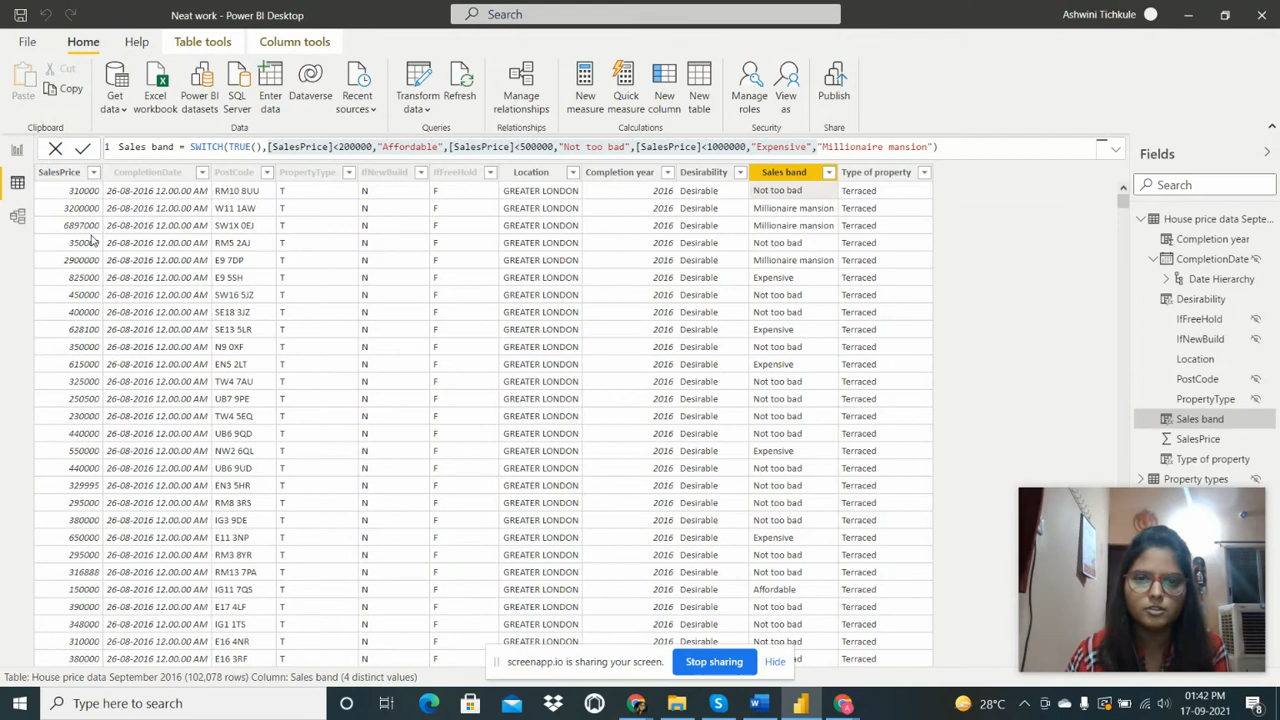 Neat work - Power BI Desktop
Search
Ashwini Tichkule
File
Home
Help
Table tools
Column tools
Paste
Cut
Copy
Get data
Excel workbook
Power BI datasets
SQL Server
Enter data
Dataverse
Recent sources
Transform data
Refresh
Manage relationships
New measure
Quick measure
New column
New table
Manage roles
View as
Publish
Clipboard
Data
Queries
Relationships
Calculations
Security
Share
1 Sales band = SWITCH(TRUE(),[SalesPrice]<200000,"Affordable",[SalesPrice]<500000,"Not too bad",[SalesPrice]<1000000,"Expensive","Millionaire mansion")
SalesPrice CompletionDate PostCode PropertyType IfNewBuild IfFreeHold Location Completion year Desirability Sales band Type of property
310000 26-08-2016 12.00.00 AM RM10 8UU T N F GREATER LONDON 2016 Desirable Not too bad Terraced
3200000 26-08-2016 12.00.00 AM W11 1AW T N F GREATER LONDON 2016 Desirable Millionaire mansion Terraced
6897000 26-08-2016 12.00.00 AM SW1X 0EJ T N F GREATER LONDON 2016 Desirable Millionaire mansion Terraced
26-08-2016 12.00.00 AM RM5 2AJ T N F GREATER LONDON 2016 Desirable Not too bad Terraced
2900000 26-08-2016 12.00.00 AM E9 7DP T N F GREATER LONDON 2016 Desirable Millionaire mansion Terraced
825000 26-08-2016 12.00.00 AM E9 5SH T N F GREATER LONDON 2016 Desirable Expensive Terraced
450000 26-08-2016 12.00.00 AM SW16 5JZ T N F GREATER LONDON 2016 Desirable Not too bad Terraced
400000 26-08-2016 12.00.00 AM SE18 3JZ T N F GREATER LONDON 2016 Desirable Not too bad Terraced
628100 26-08-2016 12.00.00 AM SE13 5LR T N F GREATER LONDON 2016 Desirable Expensive Terraced
350000 26-08-2016 12.00.00 AM N9 0XF T N F GREATER LONDON 2016 Desirable Not too bad Terraced
615000 26-08-2016 12.00.00 AM EN5 2LT T N F GREATER LONDON 2016 Desirable Expensive Terraced
325000 26-08-2016 12.00.00 AM TW4 7AU T N F GREATER LONDON 2016 Desirable Not too bad Terraced
250500 26-08-2016 12.00.00 AM UB7 9PE T N F GREATER LONDON 2016 Desirable Not too bad Terraced
230000 26-08-2016 12.00.00 AM TW4 5EQ T N F GREATER LONDON 2016 Desirable Not too bad Terraced
440000 26-08-2016 12.00.00 AM UB6 9QD T N F GREATER LONDON 2016 Desirable Not too bad Terraced
550000 26-08-2016 12.00.00 AM NW2 6QL T N F GREATER LONDON 2016 Desirable Expensive Terraced
440000 26-08-2016 12.00.00 AM UB6 9UD T N F GREATER LONDON 2016 Desirable Not too bad Terraced
329995 26-08-2016 12.00.00 AM EN3 5HR T N F GREATER LONDON 2016 Desirable Not too bad Terraced
295000 26-08-2016 12.00.00 AM RM8 3RS T N F GREATER LONDON 2016 Desirable Not too bad Terraced
380000 26-08-2016 12.00.00 AM IG3 9DE T N F GREATER LONDON 2016 Desirable Not too bad Terraced
650000 26-08-2016 12.00.00 AM E11 3NP T N F GREATER LONDON 2016 Desirable Expensive Terraced
295000 26-08-2016 12.00.00 AM RM3 8YR T N F GREATER LONDON 2016 Desirable Not too bad Terraced
316888 26-08-2016 12.00.00 AM RM13 7PA T N F GREATER LONDON 2016 Desirable Not too bad Terraced
150000 26-08-2016 12.00.00 AM IG11 7QS T N F GREATER LONDON 2016 Desirable Affordable Terraced
390000 26-08-2016 12.00.00 AM E17 4LF T N F GREATER LONDON 2016 Desirable Not too bad Terraced
348000 26-08-2016 12.00.00 AM IG1 1TS T N F GREATER LONDON 2016 Desirable Not too bad Terraced
310000 26-08-2016 12.00.00 AM E16 4NR T N F GREATER LONDON 2016 Desirable Not too bad Terraced
380000 26-08-2016 12.00.00 AM E16 3RF T N F Terraced
screenapp.io is sharing your screen. Stop sharing Hide
Table: House price data September 2016 (102,078 rows) Column: Sales band (4 distinct values)
Fields
Search
House price data Septe...
Completion year
CompletionDate
Date Hierarchy
Desirability
IfFreeHold
IfNewBuild
Location
PostCode
PropertyType
Sales band
SalesPrice
Type of property
Property types
Type here to search
28°C
ENG
01:42 PM
17-09-2021
8